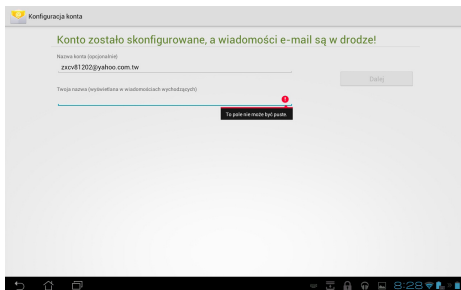 Konfiguracja konta
Konto zostało skonfigurowane, a wiadomości e-mail są w drodze!
Nazwa konta (opcjonalnie)
zxcv81202@yahoo.com.tw
Dalej
Twoja nazwa (wyświetlana w wiadomościach wychodzących)
To pole nie może być puste.
8:28